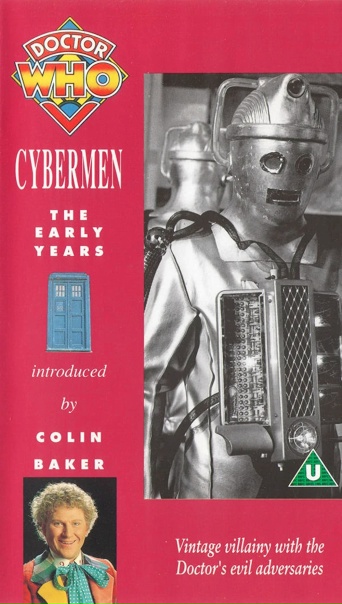 DOCTOR
WHO
CYBERMEN
THE
EARLY
YEARS
introduced
by
COLIN
BAKER
U
Vintage villainy with the
Doctor's evil adversaries